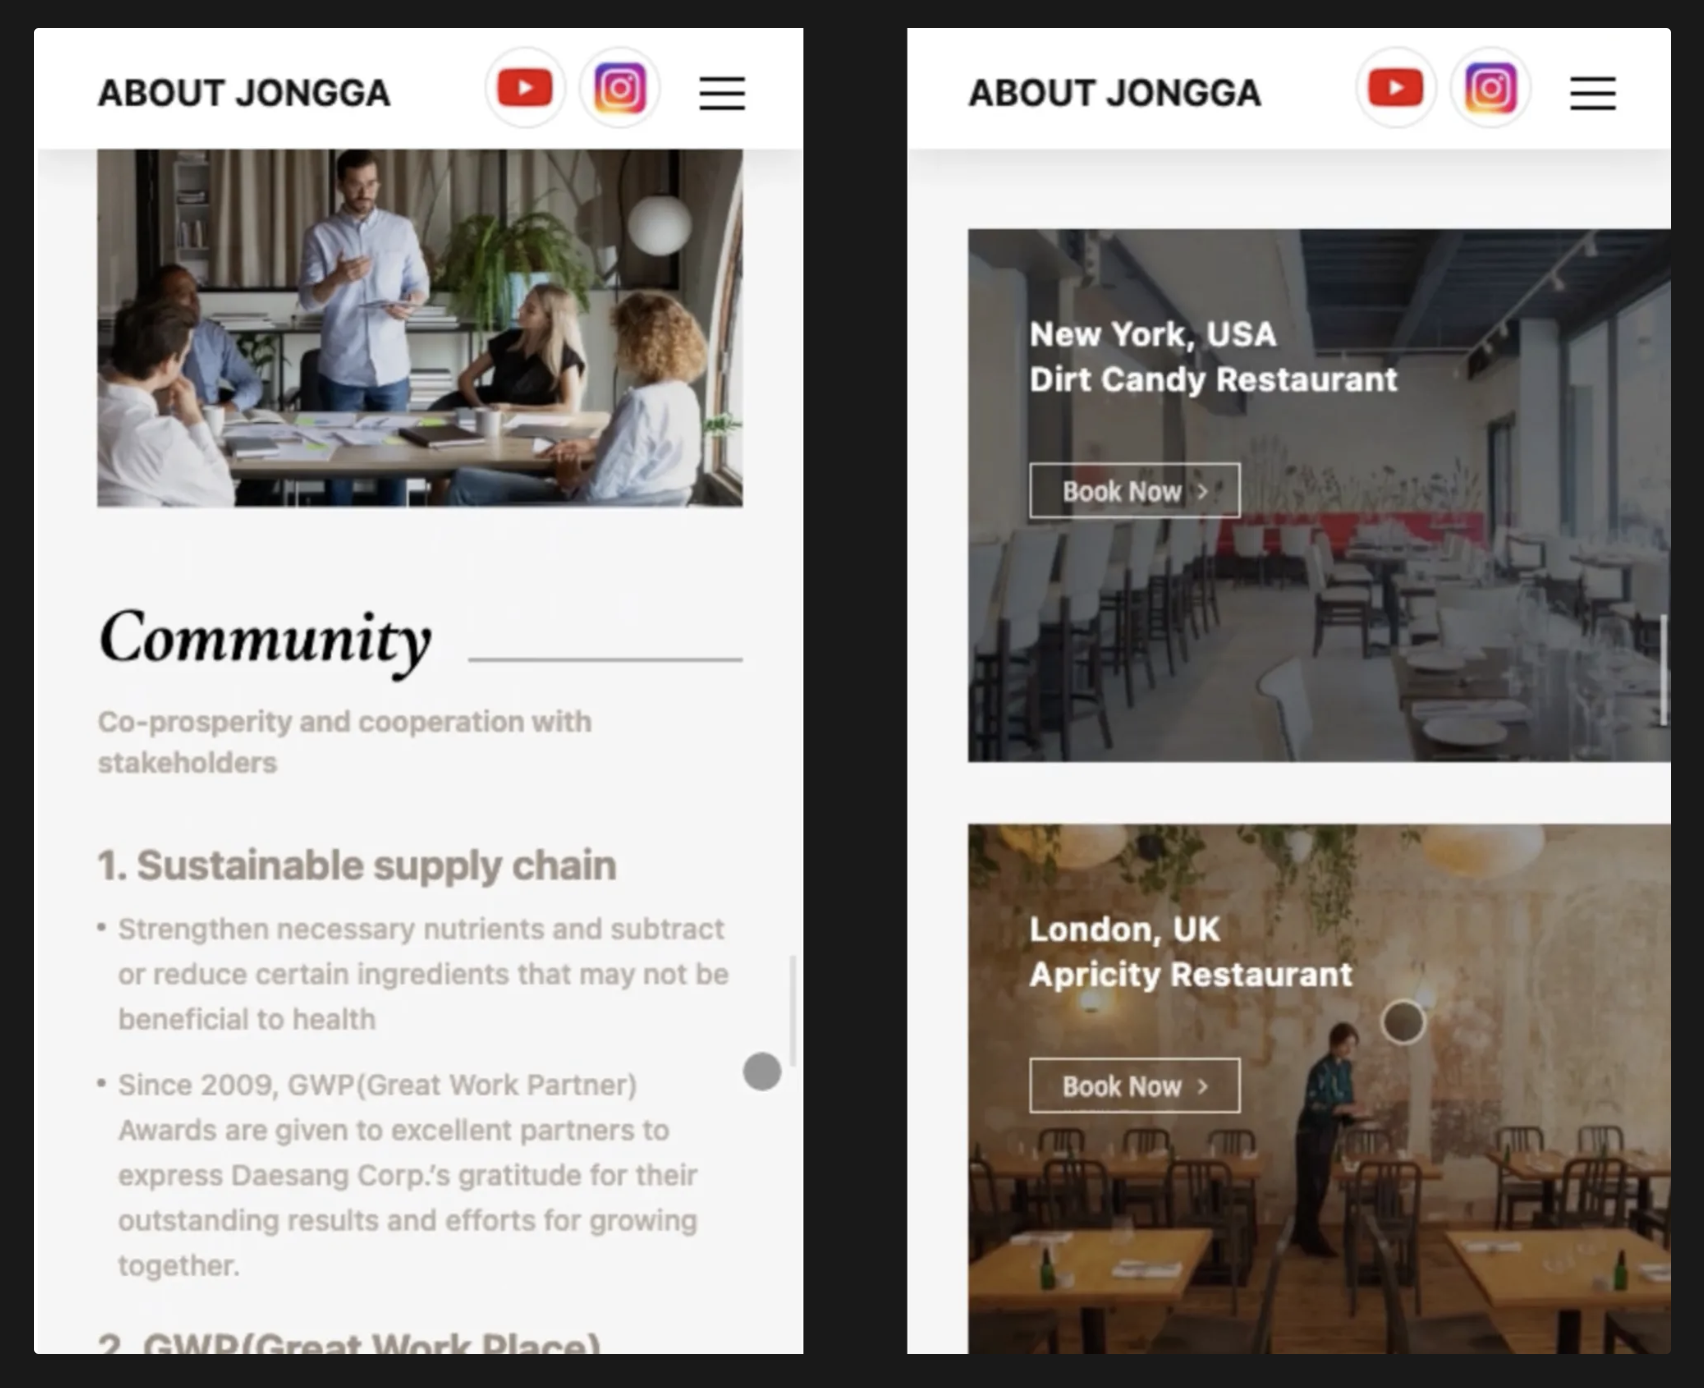 ABOUT JONGGA
Community
Co-prosperity and cooperation with
stakeholders
1. Sustainable supply chain
• Strengthen necessary nutrients and subtract
or reduce certain ingredients that may not be
beneficial to health
• Since 2009, GWP(Great Work Partner)
Awards are given to excellent partners to
express Daesang Corp.'s gratitude for their
outstanding results and efforts for growing
together.
2. GWP(Great Work Place)
ABOUT JONGGA
New York, USA
Dirt Candy Restaurant
Book Now >
London, UK
Apricity Restaurant
Book Now >